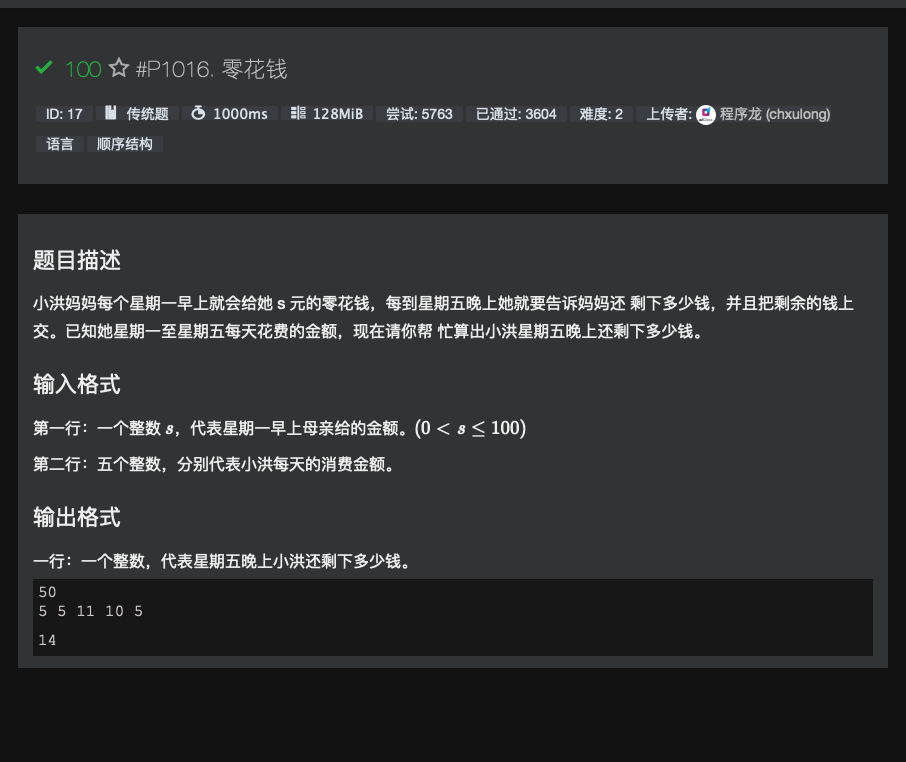 100 #P1016. 零花钱
ID: 17 传统题 1000ms 128MiB 尝试: 5763 已通过: 3604 难度: 2 上传者: 程序龙 (chxulong)
语言 顺序结构
题目描述
小洪妈妈每个星期一早上就会给她 s 元的零花钱，每到星期五晚上她就要告诉妈妈还 剩下多少钱，并且把剩余的钱上
交。已知她星期一至星期五每天花费的金额，现在请你帮 忙算出小洪星期五晚上还剩下多少钱。
输入格式
第一行：一个整数 s，代表星期一早上母亲给的金额。(0 < s ≤ 100)
第二行：五个整数，分别代表小洪每天的消费金额。
输出格式
一行：一个整数，代表星期五晚上小洪还剩下多少钱。
50
5 5 11 10 5
14